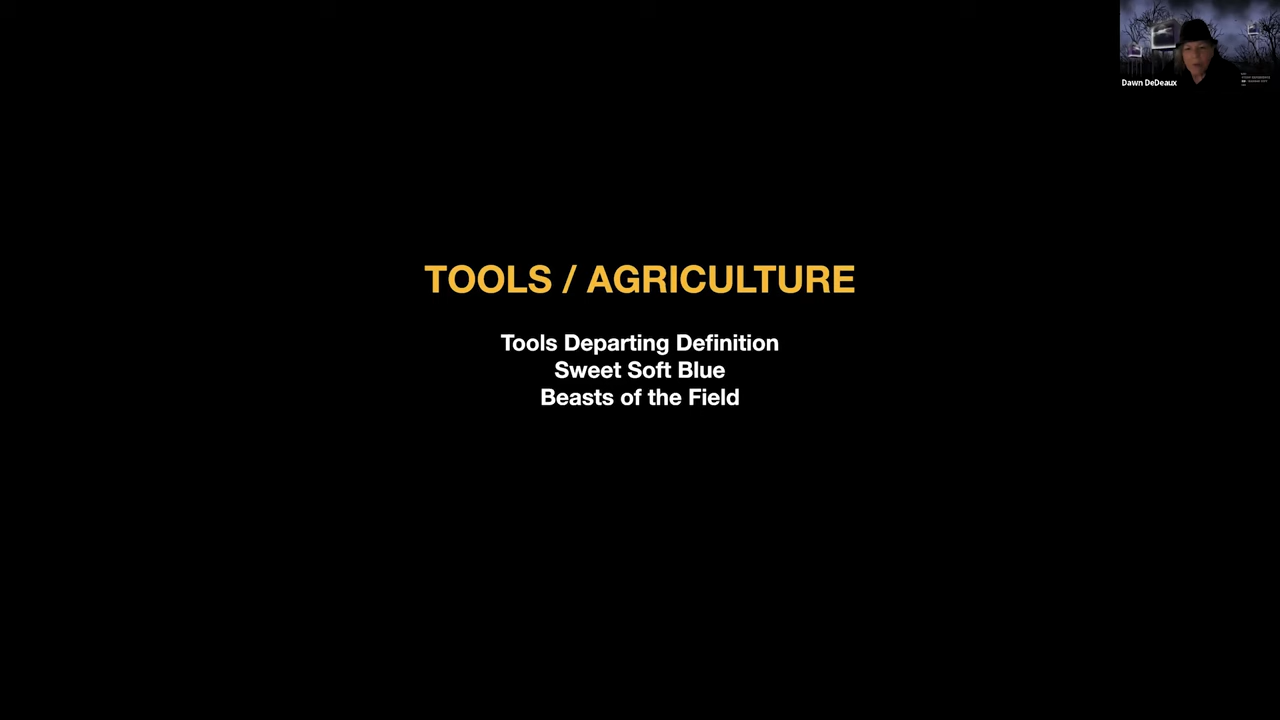 Dawn DeDeaux
TOOLS / AGRICULTURE
Tools Departing Definition
Sweet Soft Blue
Beasts of the Field